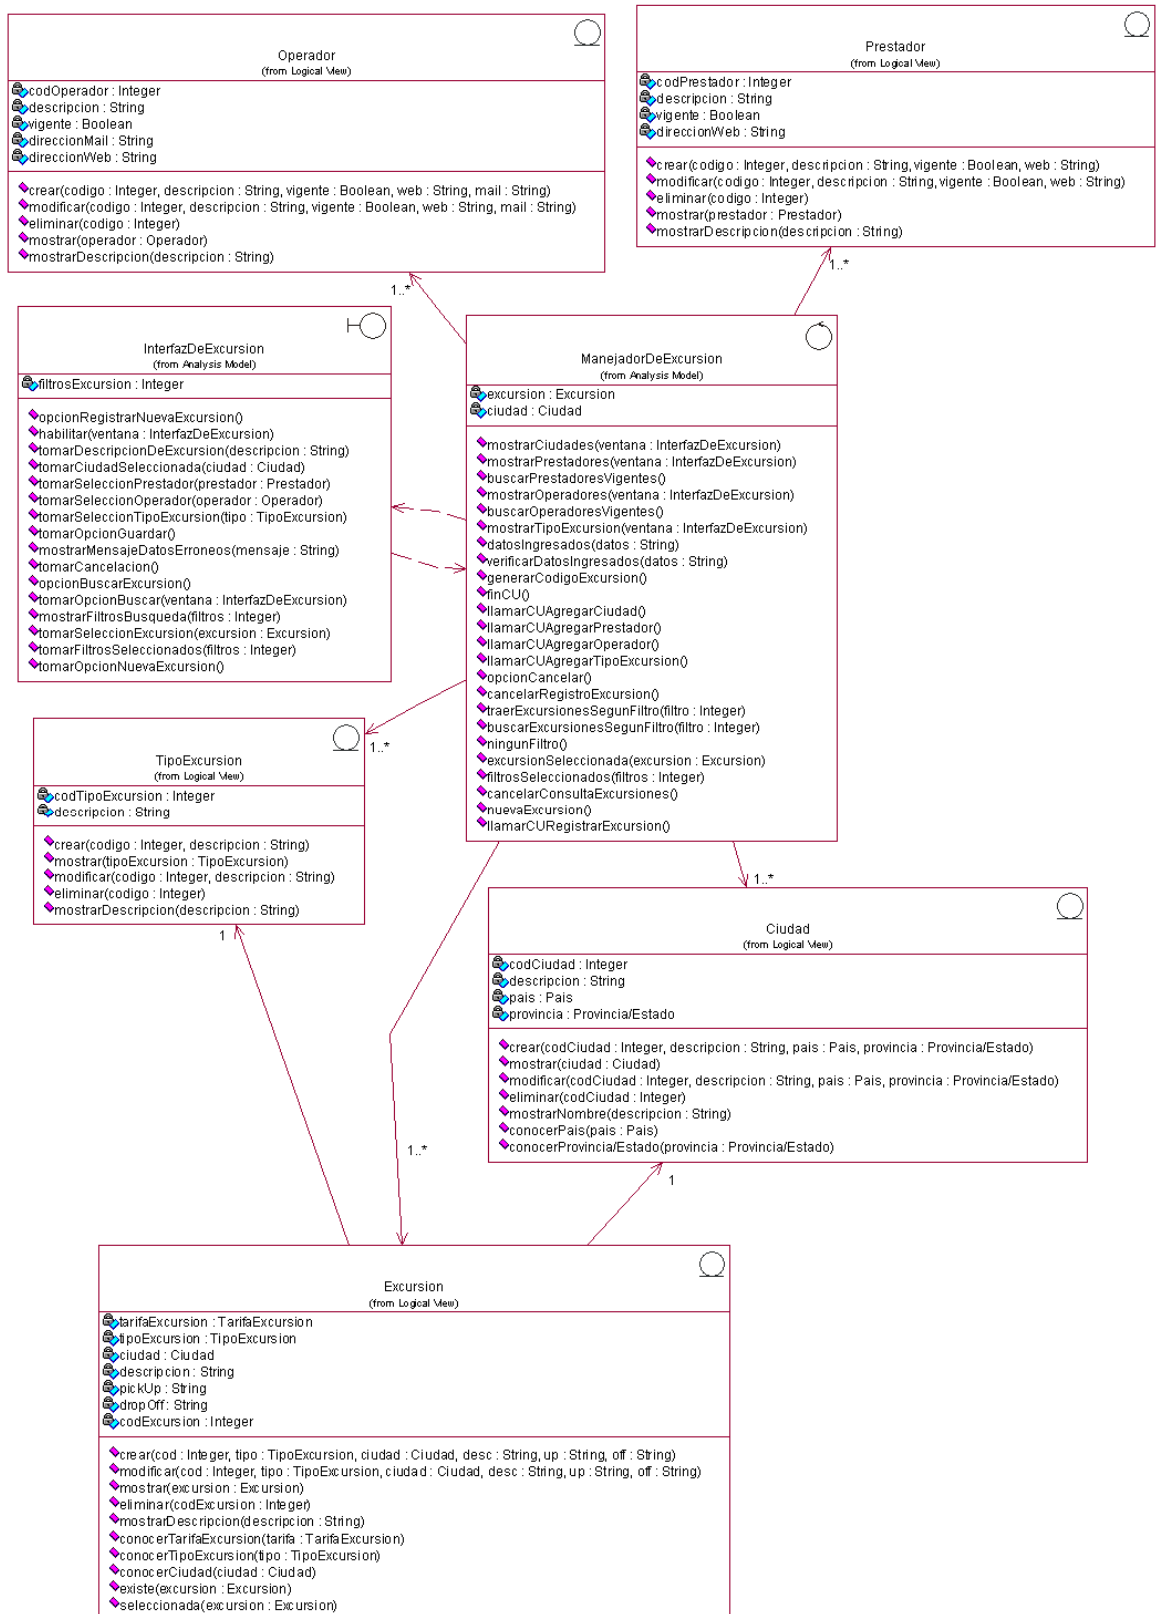 Operador
(from Logical View)
codOperador : Integer
descripcion : String
vigente : Boolean
direccionMail : String
direccionWeb : String
crear(codigo : Integer, descripcion : String, vigente : Boolean, web : String, mail : String)
modificar(codigo : Integer, descripcion : String, vigente : Boolean, web : String, mail : String)
eliminar(codigo : Integer)
mostrar(operador : Operador)
mostrarDescripcion(descripcion : String)
1..*
Prestador
(from Logical View)
codPrestador : Integer
descripcion : String
vigente : Boolean
direccionWeb : String
crear(codigo : Integer, descripcion : String, vigente : Boolean, web : String)
modificar(codigo : Integer, descripcion : String, vigente : Boolean, web : String)
eliminar(codigo : Integer)
mostrar(prestador : Prestador)
mostrarDescripcion(descripcion : String)
1..*
InterfazDeExcursion
(from Analysis Model)
filtrosExcursion : Integer
opcionRegistrarNuevaExcursion()
habilitar(ventana : InterfazDeExcursion)
tomarDescripcionDeExcursion(descripcion : String)
tomarCiudadSeleccionada(ciudad : Ciudad)
tomarSeleccionPrestador(prestador : Prestador)
tomarSeleccionOperador(operador : Operador)
tomarSeleccionTipoExcursion(tipo : TipoExcursion)
tomarOpcionGuardar()
mostrarMensajeDatosErroneos(mensaje : String)
tomarCancelacion()
opcionBuscarExcursion()
tomarOpcionBuscar(ventana : InterfazDeExcursion)
mostrarFiltrosBusqueda(filtros : Integer)
tomarSeleccionExcursion(excursion : Excursion)
tomarFiltrosSeleccionados(filtros : Integer)
tomarOpcionNuevaExcursion()
ManejadorDeExcursion
(from Analysis Model)
excursion : Excursion
ciudad : Ciudad
mostrarCiudades(ventana : InterfazDeExcursion)
mostrarPrestadores(ventana : InterfazDeExcursion)
buscarPrestadoresVigentes()
mostrarOperadores(ventana : InterfazDeExcursion)
buscarOperadoresVigentes()
mostrarTipoExcursion(ventana : InterfazDeExcursion)
datosIngresados(datos : String)
verificarDatosIngresados(datos : String)
generarCodigoExcursion()
finCU()
llamarCUAgregarCiudad()
llamarCUAgregarPrestador()
llamarCUAgregarOperador()
llamarCUAgregarTipoExcursion()
opcionCancelar()
cancelarRegistroExcursion()
traerExcursionesSegunFiltro(filtro : Integer)
buscarExcursionesSegunFiltro(filtro : Integer)
ningunFiltro()
excursionSeleccionada(excursion : Excursion)
filtrosSeleccionados(filtros : Integer)
cancelarConsultaExcursiones()
nuevaExcursion()
llamarCURegistrarExcursion()
1..*
TipoExcursion
(from Logical View)
codTipoExcursion : Integer
descripcion : String
crear(codigo : Integer, descripcion : String)
mostrar(tipoExcursion : TipoExcursion)
modificar(codigo : Integer, descripcion : String)
eliminar(codigo : Integer)
mostrarDescripcion(descripcion : String)
1
1..*
Ciudad
(from Logical View)
codCiudad : Integer
descripcion : String
pais : Pais
provincia : Provincia/Estado
crear(codCiudad : Integer, descripcion : String, pais : Pais, provincia : Provincia/Estado)
mostrar(ciudad : Ciudad)
modificar(codCiudad : Integer, descripcion : String, pais : Pais, provincia : Provincia/Estado)
eliminar(codCiudad : Integer)
mostrarNombre(descripcion : String)
conocerPais(pais : Pais)
conocerProvincia/Estado(provincia : Provincia/Estado)
1..*
1
Excursion
(from Logical View)
tarifaExcursion : TarifaExcursion
tipoExcursion : TipoExcursion
ciudad : Ciudad
descripcion : String
pickUp : String
dropOff : String
codExcursion : Integer
crear(cod : Integer, tipo : TipoExcursion, ciudad : Ciudad, desc : String, up : String, off : String)
modificar(cod : Integer, tipo : TipoExcursion, ciudad : Ciudad, desc : String, up : String, off : String)
mostrar(excursion : Excursion)
eliminar(codExcursion : Integer)
mostrarDescripcion(descripcion : String)
conocerTarifaExcursion(tarifa : TarifaExcursion)
conocerTipoExcursion(tipo : TipoExcursion)
conocerCiudad(ciudad : Ciudad)
existe(excursion : Excursion)
seleccionada(excursion : Excursion)